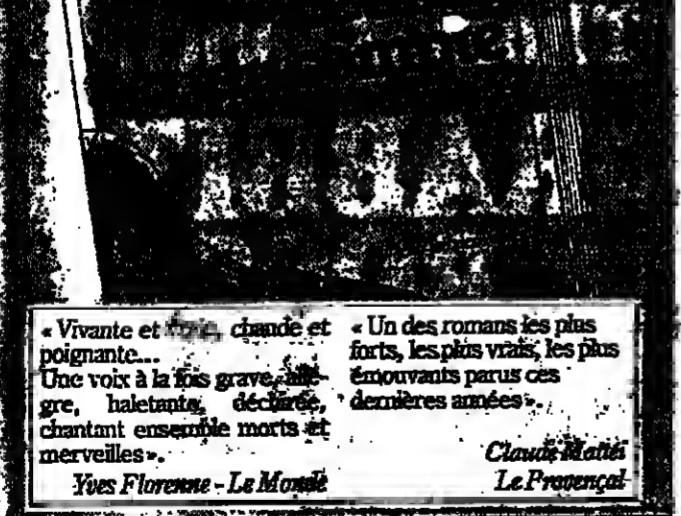 « Vivante et chaude et
poignante...
Une voix à la fois grave, allè-
gre, haletante, déchirée,
chantant ensemble morts et
merveilles ».
Yves Florenne - Le Monde
« Un des romans les plus
forts, les plus vrais, les plus
émouvants parus ces
dernières années ».
Claude Mattei
Le Provençal